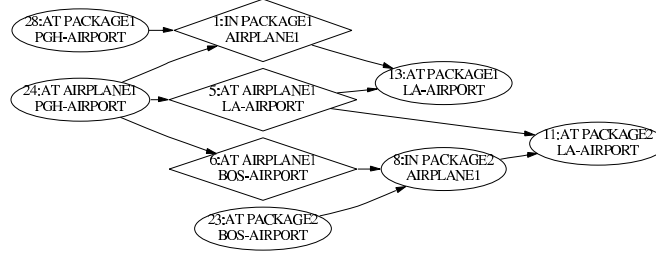 28:AT PACKAGE1
PGH-AIRPORT
1:IN PACKAGE1
AIRPLANE1
13:AT PACKAGE1
LA-AIRPORT
24:AT AIRPLANE1
PGH-AIRPORT
5:AT AIRPLANE1
LA-AIRPORT
11:AT PACKAGE2
LA-AIRPORT
6:AT AIRPLANE1
BOS-AIRPORT
8:IN PACKAGE2
AIRPLANE1
23:AT PACKAGE2
BOS-AIRPORT